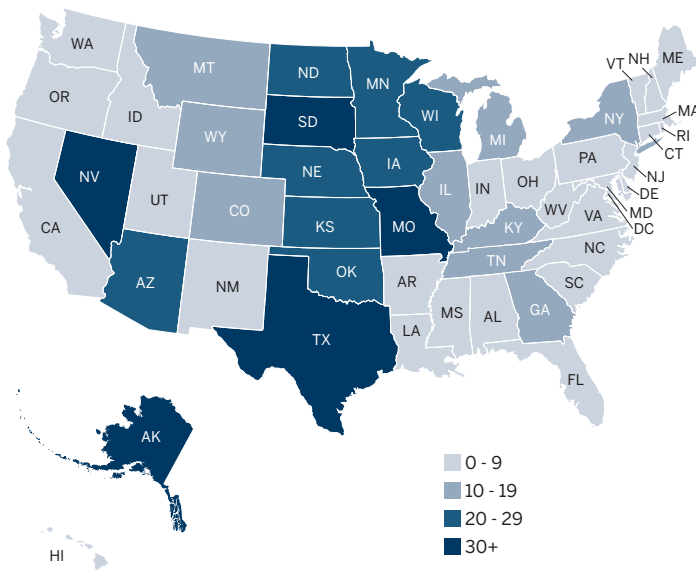 WA
MT
ND
MN
VT
NH
ME
OR
ID
SD
WI
NY
MA
RI
WY
MI
CT
NV
NE
IA
PA
NJ
UT
CO
IL
IN
OH
DE
MD
DC
CA
KS
MO
WV
VA
KY
NC
AZ
NM
OK
AR
TN
SC
TX
LA
MS
AL
GA
FL
AK
HI
0 - 9
10 - 19
20 - 29
30+